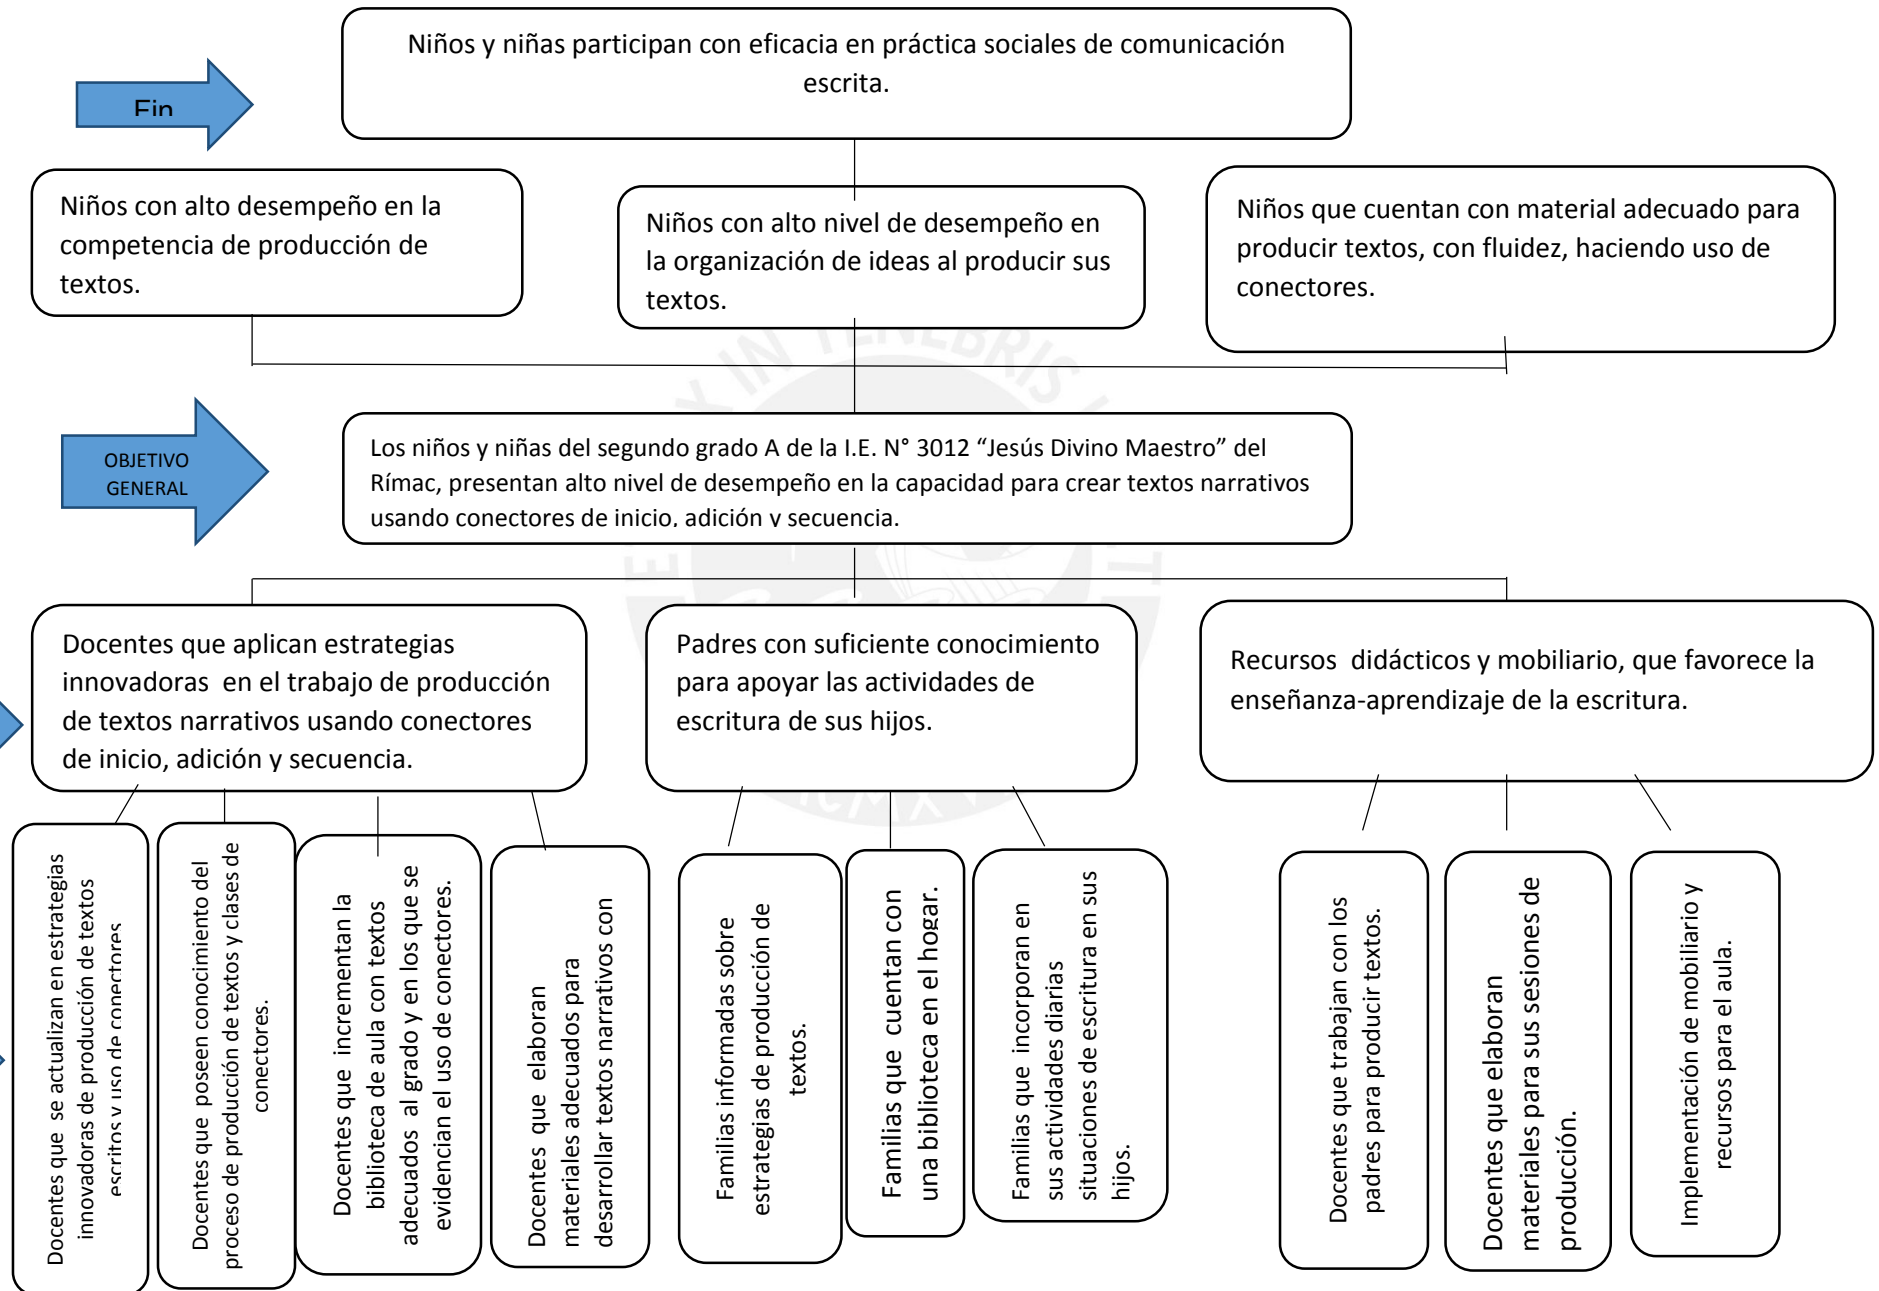 Niños y niñas participan con eficacia en práctica sociales de comunicación
escrita.
Fin
Niños con alto desempeño en la
competencia de producción de
textos.
Niños con alto nivel de desempeño en
la organización de ideas al producir sus
textos.
Niños que cuentan con material adecuado para
producir textos, con fluidez, haciendo uso de
conectores.
OBJETIVO
GENERAL
Los niños y niñas del segundo grado A de la I.E. N° 3012 “Jesús Divino Maestro” del
Rímac, presentan alto nivel de desempeño en la capacidad para crear textos narrativos
usando conectores de inicio, adición y secuencia.
Docentes que aplican estrategias
innovadoras en el trabajo de producción
de textos narrativos usando conectores
de inicio, adición y secuencia.
Padres con suficiente conocimiento
para apoyar las actividades de
escritura de sus hijos.
Recursos didácticos y mobiliario, que favorece la
enseñanza-aprendizaje de la escritura.
Docentes que se actualizan en estrategias
innovadoras de producción de textos
escritos y uso de conectores
Docentes que poseen conocimiento del
proceso de producción de textos y clases de
conectores.
Docentes que incrementan la
biblioteca de aula con textos
adecuados al grado y en los que se
evidencian el uso de conectores.
Docentes que elaboran
materiales adecuados para
desarrollar textos narrativos con
Familias informadas sobre
estrategias de producción de
textos.
Familias que cuentan con
una biblioteca en el hogar.
Familias que incorporan en
sus actividades diarias
situaciones de escritura en sus
hijos.
Docentes que trabajan con los
padres para producir textos.
Docentes que elaboran
materiales para sus sesiones de
producción.
Implementación de mobiliario y
recursos para el aula.